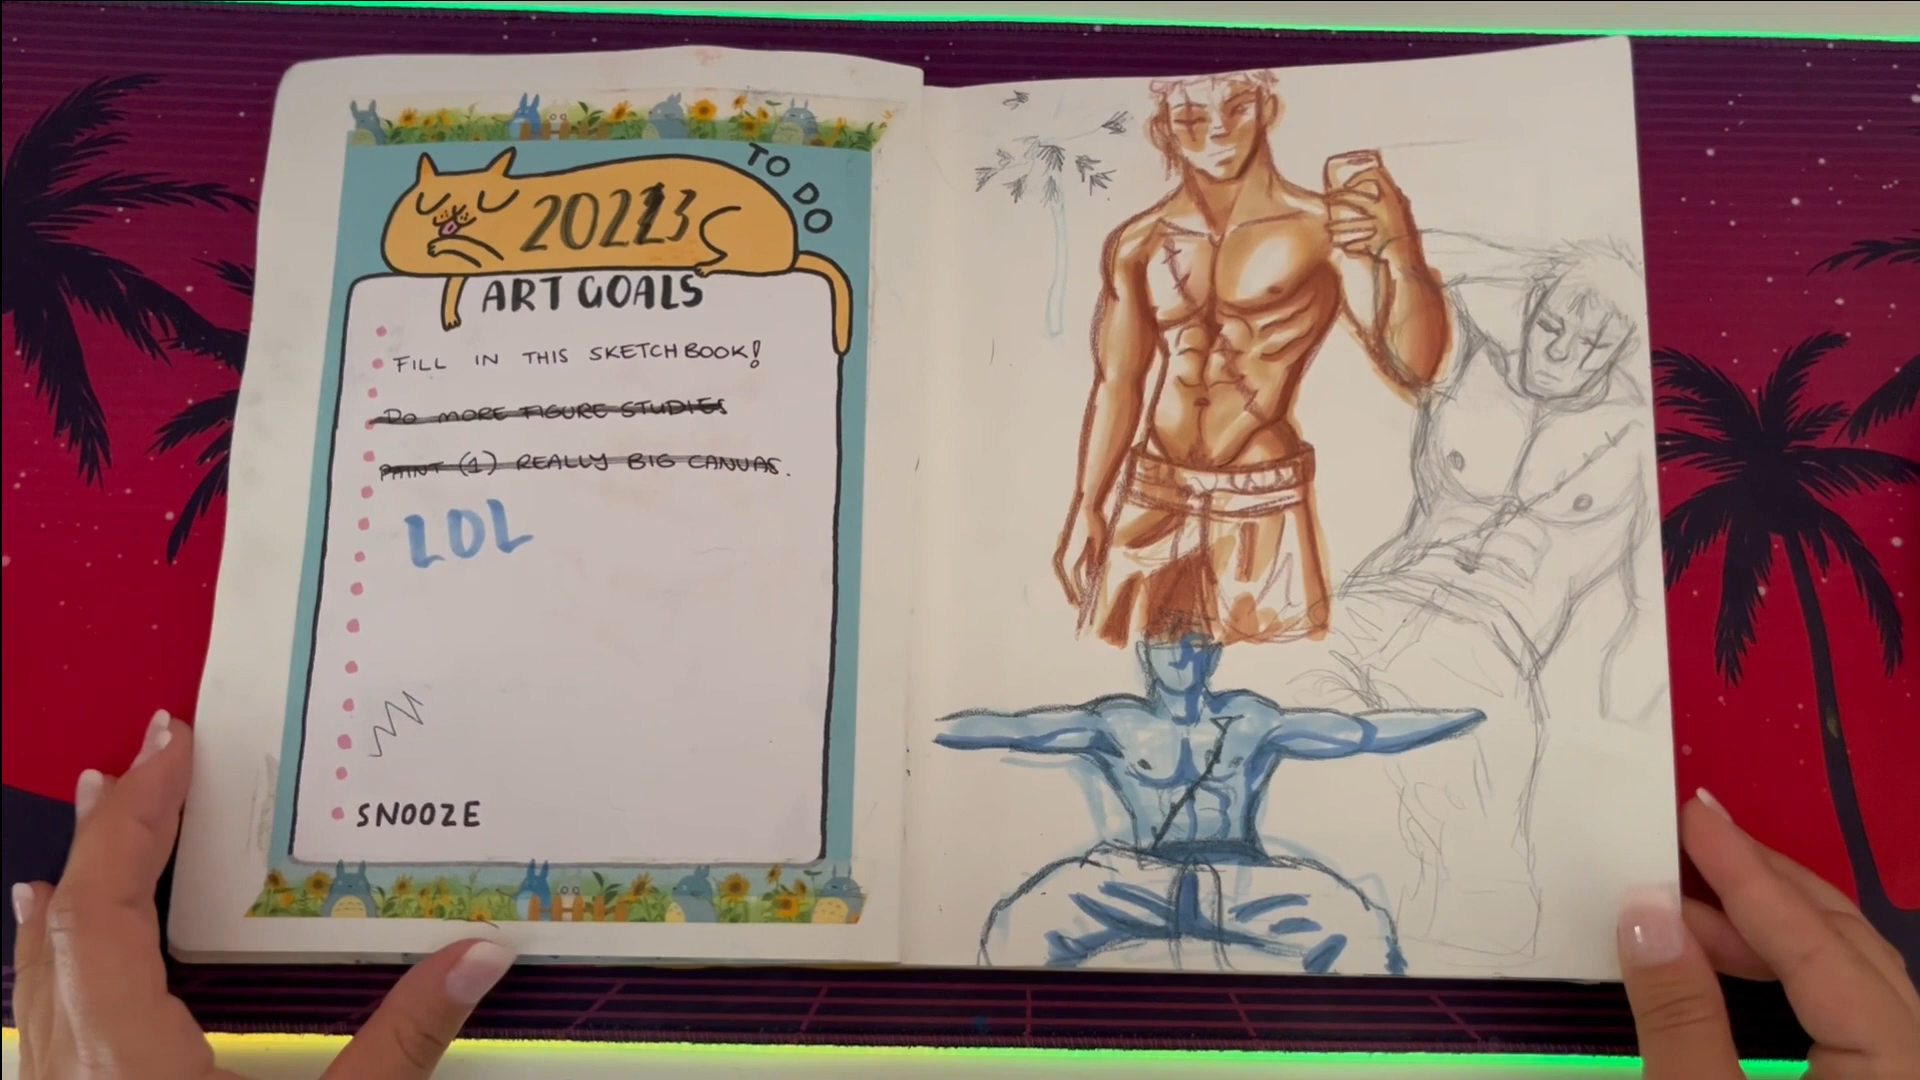 TO DO
2023
ART GOALS
FILL IN THIS SKETCHBOOK!
DO MORE FIGURE STUDIES
PAINT (1) REALLY BIG CANVAS.
LOL
SNOOZE